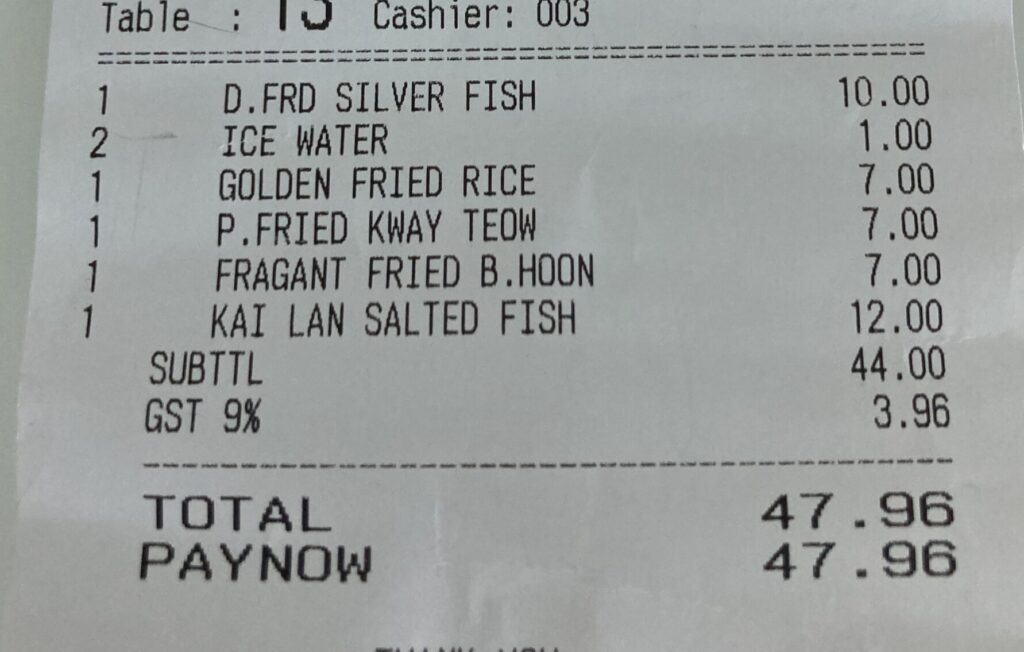 Table : 13 Cashier: 003
==================================================
1 D.FRD SILVER FISH 10.00
2 ICE WATER 1.00
1 GOLDEN FRIED RICE 7.00
1 P.FRIED KWAY TEOW 7.00
1 FRAGANT FRIED B.HOON 7.00
1 KAI LAN SALTED FISH 12.00
SUBTTL 44.00
GST 9% 3.96
--------------------------------------------------
TOTAL 47.96
PAYNOW 47.96